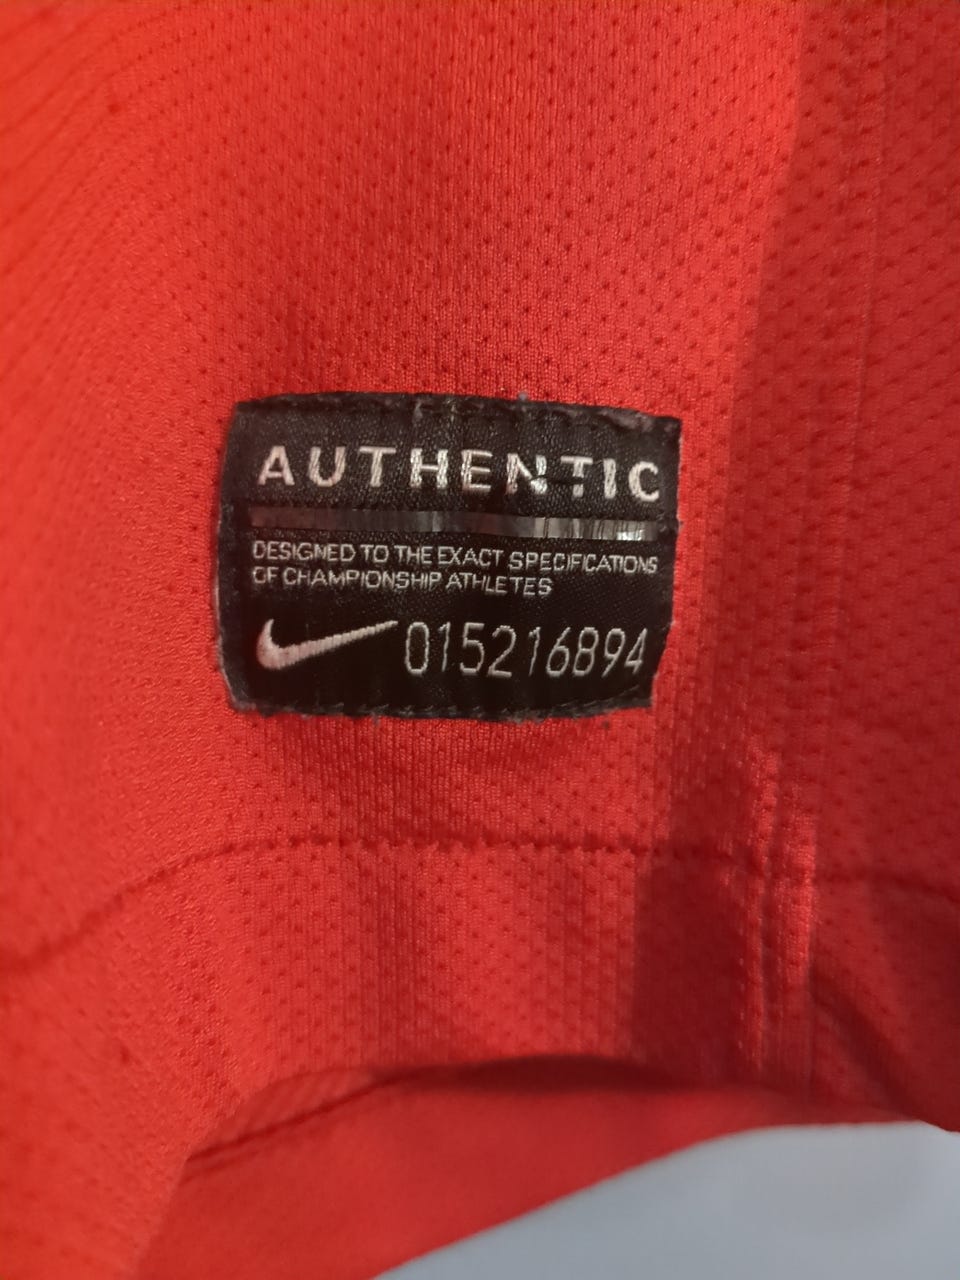 AUTHENTIC
DESIGNED TO THE EXACT SPECIFICATIONS
OF CHAMPIONSHIP ATHLETES
015216894